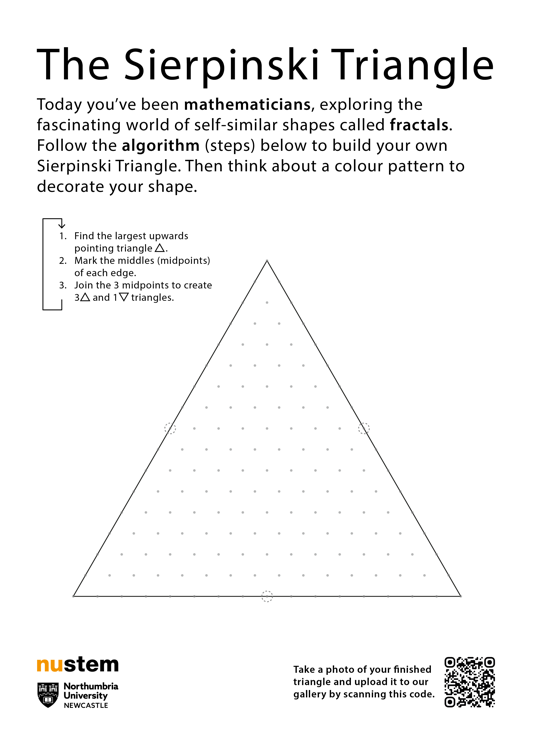 The Sierpinski Triangle
Today you’ve been mathematicians, exploring the
fascinating world of self-similar shapes called fractals.
Follow the algorithm (steps) below to build your own
Sierpinski Triangle. Then think about a colour pattern to
decorate your shape.
1. Find the largest upwards
pointing triangle △.
2. Mark the middles (midpoints)
of each edge.
3. Join the 3 midpoints to create
3△ and 1▽ triangles.
nustem
Northumbria
University
NEWCASTLE
Take a photo of your finished
triangle and upload it to our
gallery by scanning this code.